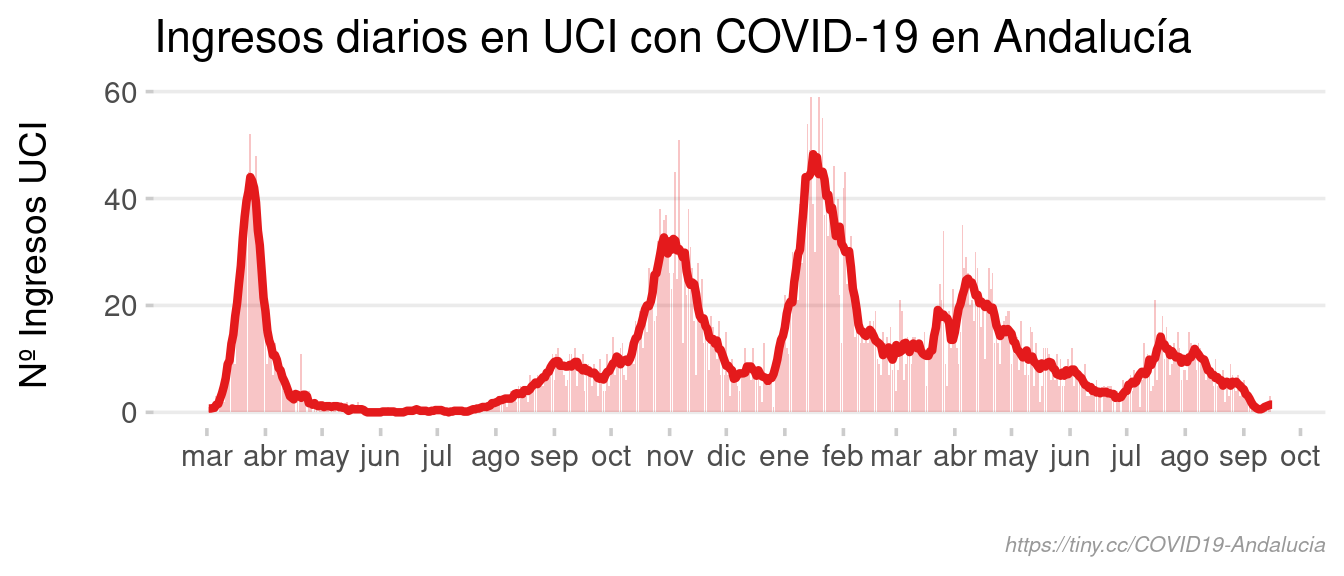 Ingresos diarios en UCI con COVID-19 en Andalucía
Nº Ingresos UCI
60
40
20
0
mar abr may jun jul ago sep oct nov dic ene feb mar abr may jun jul ago sep oct
https://tiny.cc/COVID19-Andalucia